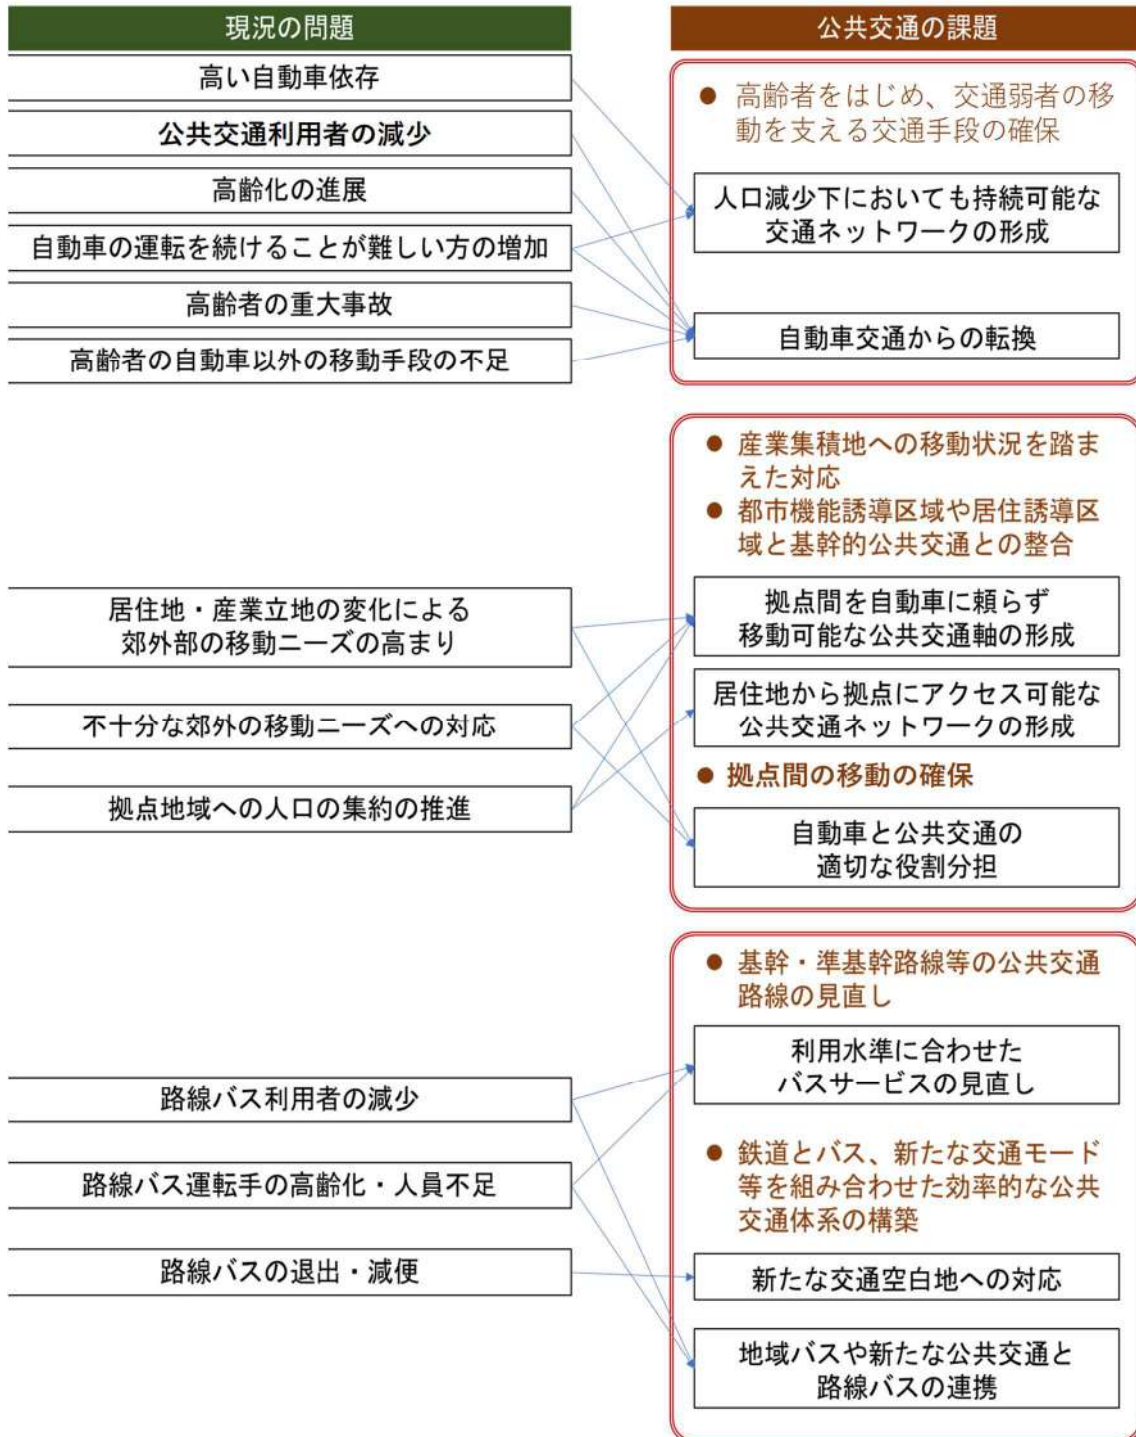 現況の問題
高い自動車依存
公共交通利用者の減少
高齢化の進展
自動車の運転を続けることが難しい方の増加
高齢者の重大事故
高齢者の自動車以外の移動手段の不足
居住地・産業立地の変化による
郊外部の移動ニーズの高まり
不十分な郊外の移動ニーズへの対応
拠点地域への人口の集約の推進
路線バス利用者の減少
路線バス運転手の高齢化・人員不足
路線バスの退出・減便
公共交通の課題
● 高齢者をはじめ、交通弱者の移
動を支える交通手段の確保
人口減少下においても持続可能な
交通ネットワークの形成
自動車交通からの転換
● 産業集積地への移動状況を踏ま
えた対応
● 都市機能誘導区域や居住誘導区
域と基幹的公共交通との整合
拠点間を自動車に頼らず
移動可能な公共交通軸の形成
居住地から拠点にアクセス可能な
公共交通ネットワークの形成
● 拠点間の移動の確保
自動車と公共交通の
適切な役割分担
● 基幹・準基幹路線等の公共交通
路線の見直し
利用水準に合わせた
バスサービスの見直し
● 鉄道とバス、新たな交通モード
等を組み合わせた効率的な公共
交通体系の構築
新たな交通空白地への対応
地域バスや新たな公共交通と
路線バスの連携